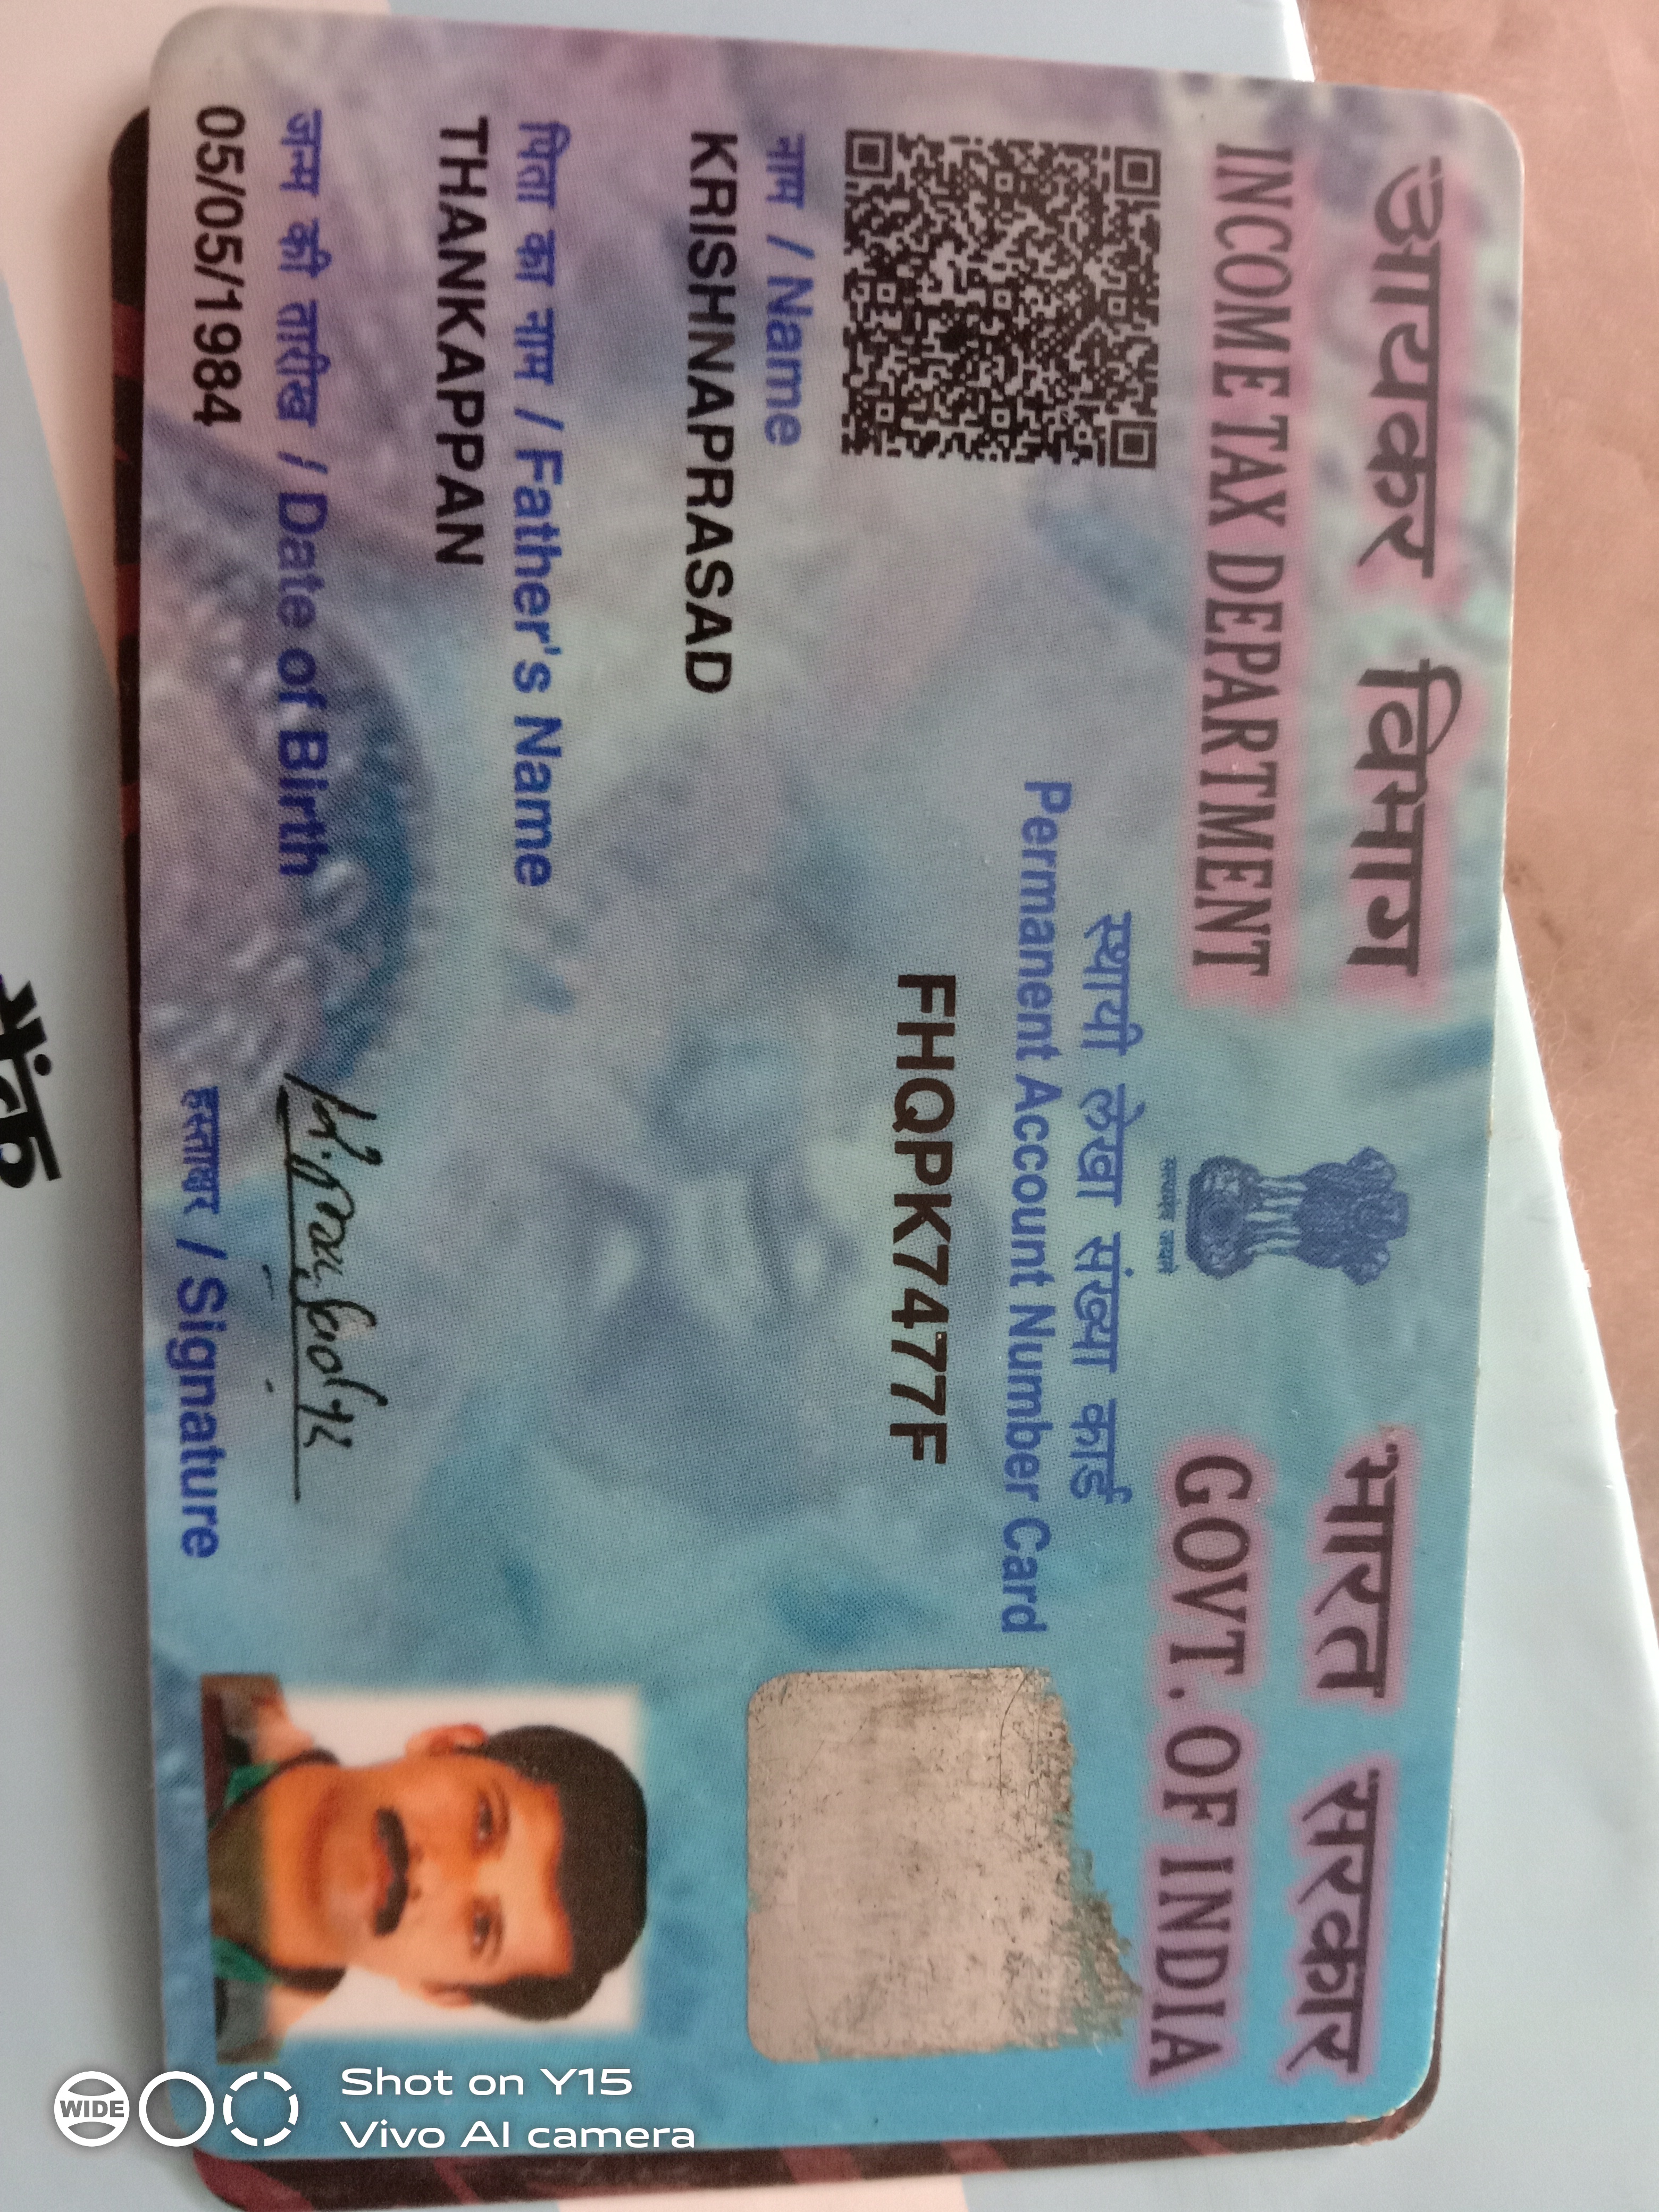 आयकर विभाग
INCOME TAX DEPARTMENT
भारत सरकार
GOVT. OF INDIA
सत्यमेव जयते
स्थायी लेखा संख्या कार्ड
Permanent Account Number Card
FHQPK7477F
नाम / Name
KRISHNAPRASAD
पिता का नाम / Father's Name
THANKAPPAN
जन्म की तारीख / Date of Birth
05/05/1984
हस्ताक्षर / Signature
WIDE
Shot on Y15
Vivo AI camera